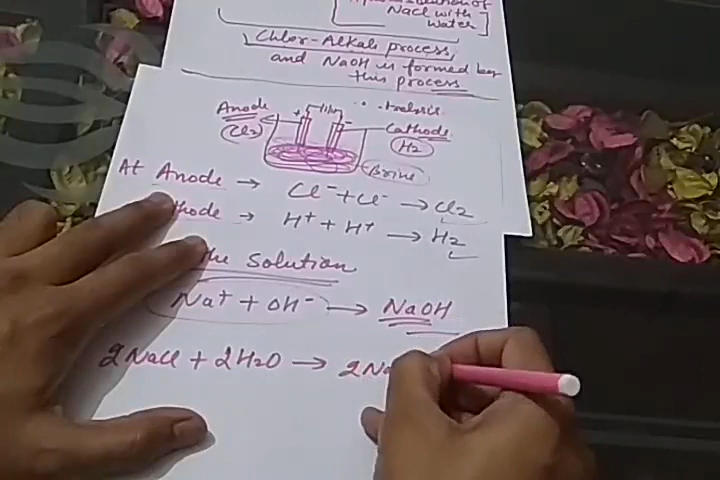 NaCl with
Water]
Chlor-Alkali process,
and NaOH is formed by
this process
Anode
+
-
(Cl2)
Cathode
(H2)
Brine
At Anode → Cl⁻ + Cl⁻ → Cl2
→ H⁺ + H⁺ → H2
the Solution
Na⁺ + OH⁻ → NaOH
2NaCl + 2H2O → 2Na